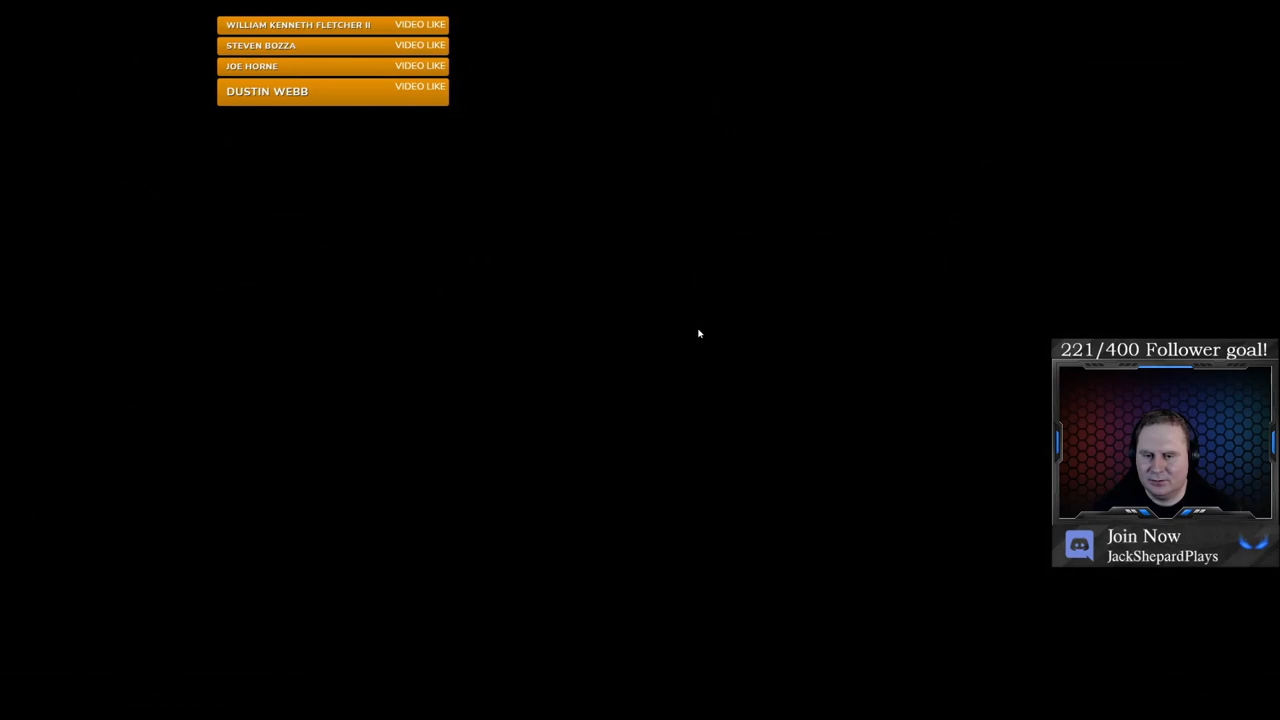 WILLIAM KENNETH FLETCHER II VIDEO LIKE
STEVEN BOZZA VIDEO LIKE
JOE HORNE VIDEO LIKE
DUSTIN WEBB VIDEO LIKE
221/400 Follower goal!
Join Now
JackShepardPlays